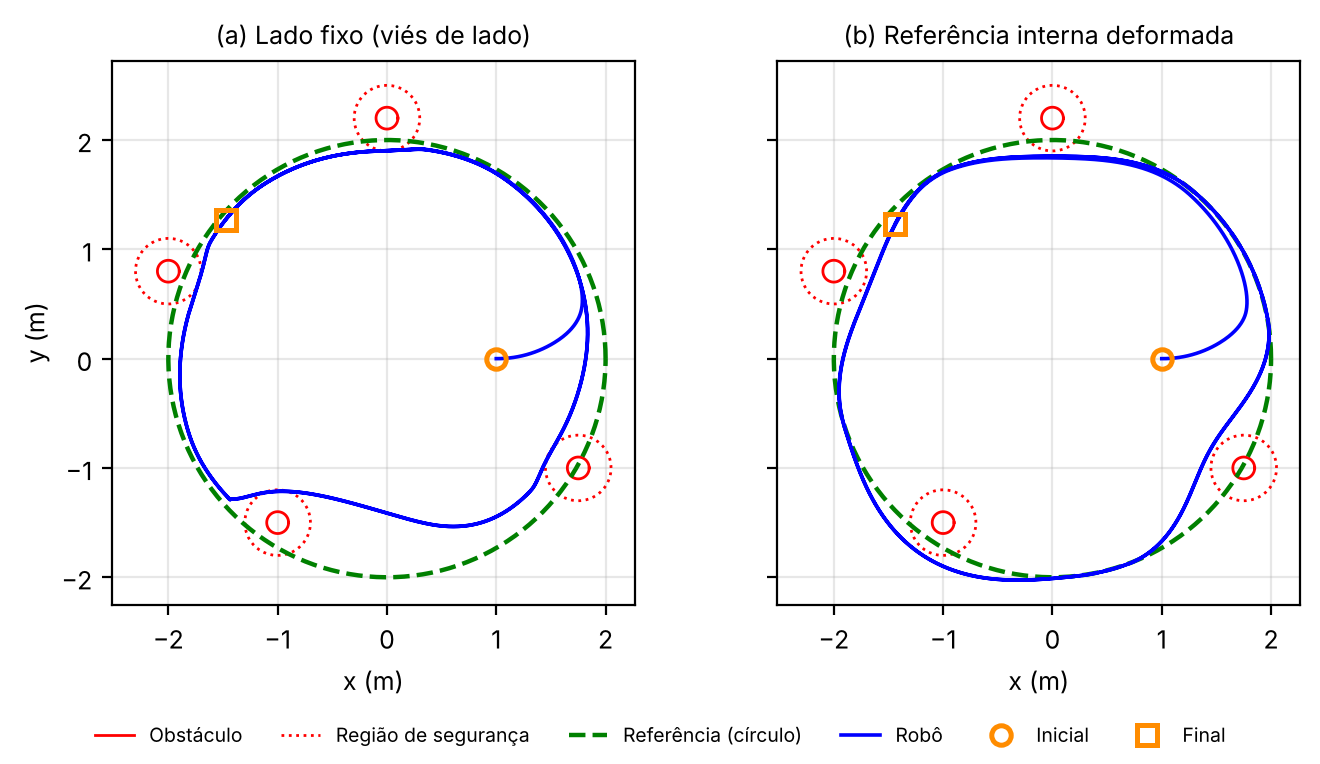 (a) Lado fixo (viés de lado)
(b) Referência interna deformada
y (m)
2
1
0
−1
−2
−2 −1 0 1 2
−2 −1 0 1 2
x (m)
x (m)
Obstáculo Região de segurança Referência (círculo) Robô Inicial Final